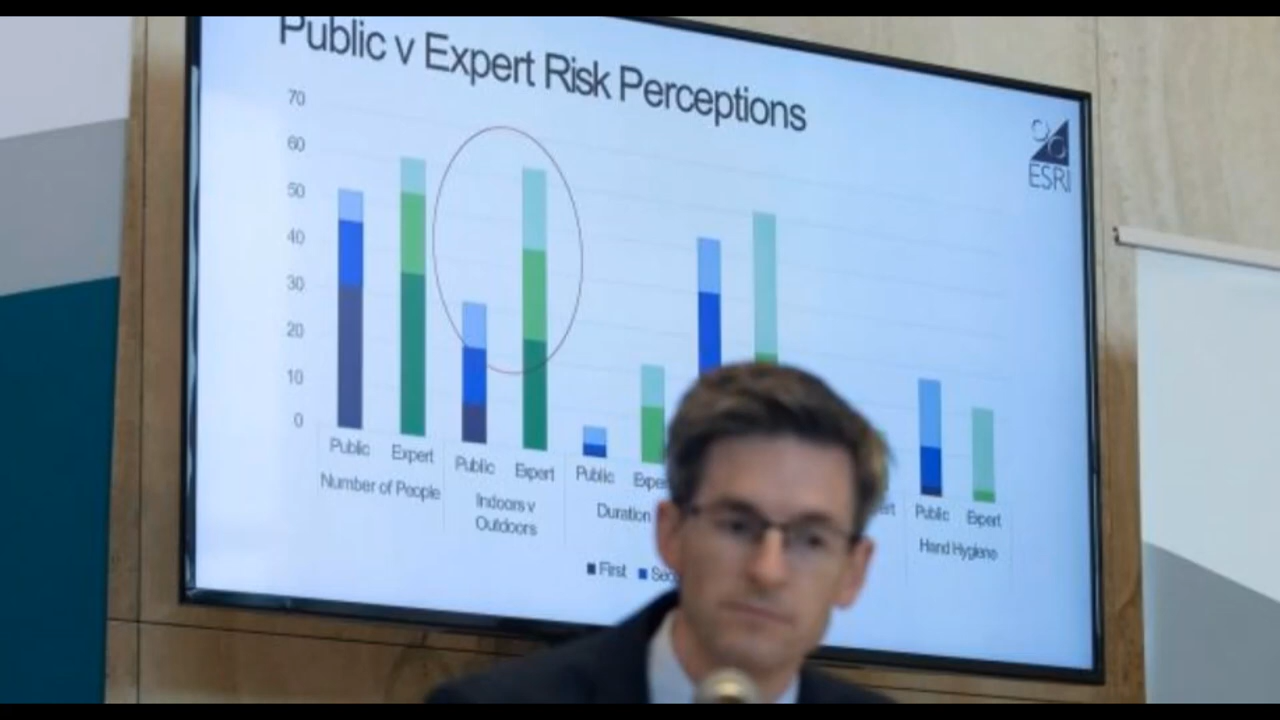 Public v Expert Risk Perceptions
ESRI
70
60
50
40
30
20
10
0
Public Expert Public Expert Public Public Expert
Number of People
Indoors v
Outdoors
Duration
Hand Hygiene
First